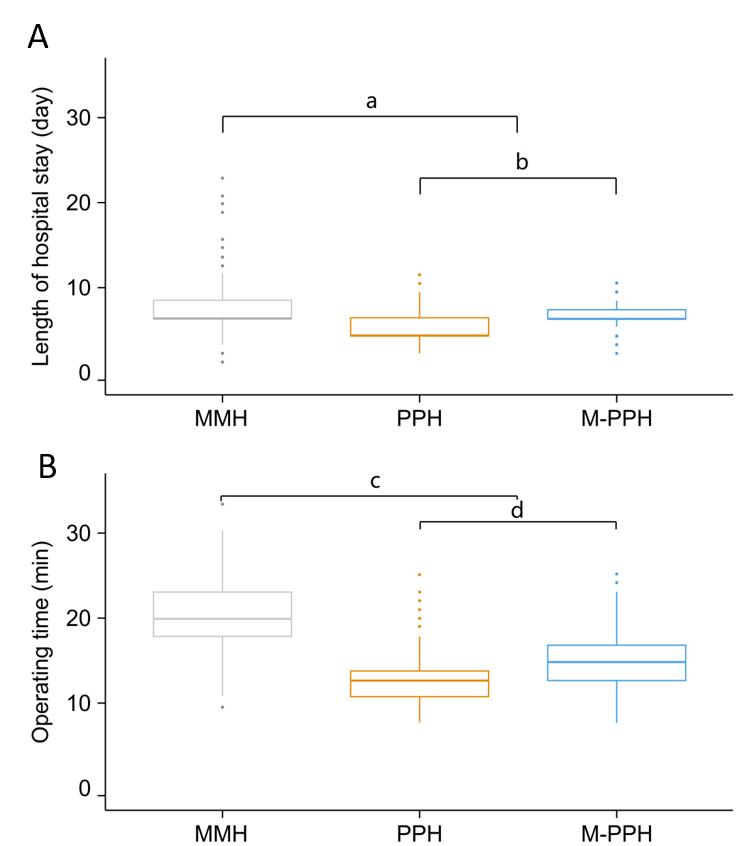 A
Length of hospital stay (day)
a
b
30
20
10
0
MMH PPH M-PPH
B
Operating time (min)
c
d
30
20
10
0
MMH PPH M-PPH